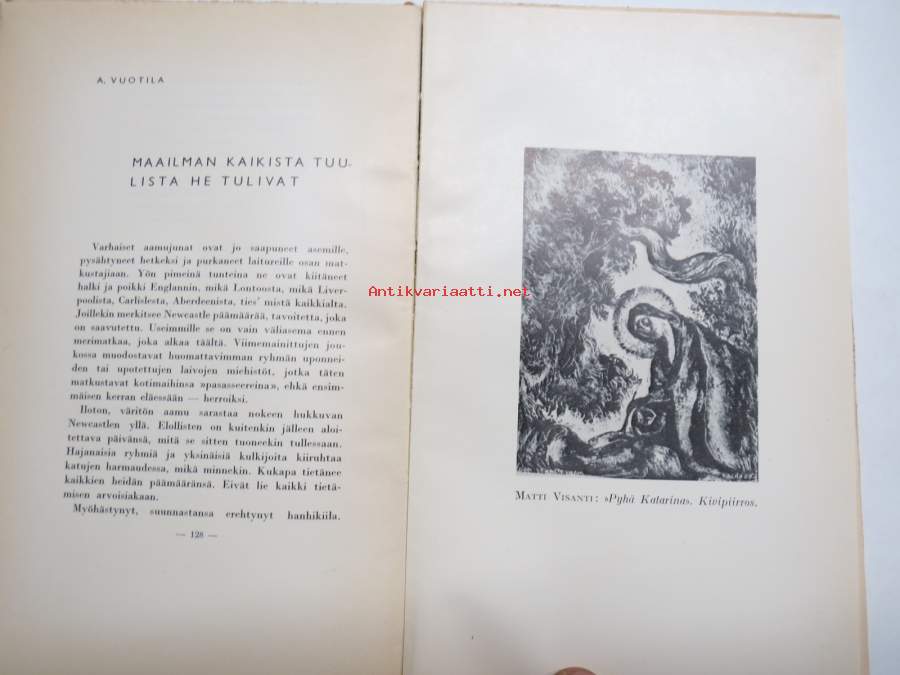 A. VUOTILA
MAAILMAN KAIKISTA TUU-
LISTA HE TULIVAT
Varhaiset aamujunat ovat jo saapuneet asemille,
pysähtyneet hetkeksi ja purkaneet laitureille osan mat-
kustajiaan. Yön pimeinä tunteina ne ovat kiitäneet
halki ja poikki Englannin, mikä Lontoosta, mikä Liver-
poolista, Carlislesta, Aberdeenista, ties' mistä kaikkialta.
Joillekin merkitsee Newcastle päämäärää, tavoitetta, joka
on saavutettu. Useimmille se on vain väliasema ennen
merimatkaa, joka alkaa täältä. Viimemainittujen jou-
kossa muodostavat huomattavimman ryhmän uponnei-
den tai upotettujen laivojen miehistöt, jotka täten
matkustavat kotimaihinsa »pasasseereina», ehkä ensim-
mäisen kerran eläessään — herroiksi.
Iloton, väritön aamu sarastaa nokeen hukkuvan
Newcastlen yllä. Elollisten on kuitenkin jälleen aloi-
tettava päivänsä, mitä se sitten tuoneekin tullessaan.
Hajanaisia ryhmiä ja yksinäisiä kulkijoita kiiruhtaa
katujen harmaudessa, mikä minnekin. Kukapa tietänee
kaikkien heidän päämääränsä. Eivät lie kaikki tietä-
misen arvoisiakaan.
Myöhästynyt, suunnastansa erehtynyt hanhikiila.
— 128 —
Antikvariaatti.net
MATTI VISANTI: »Pyhä Katarina». Kivipiirros.